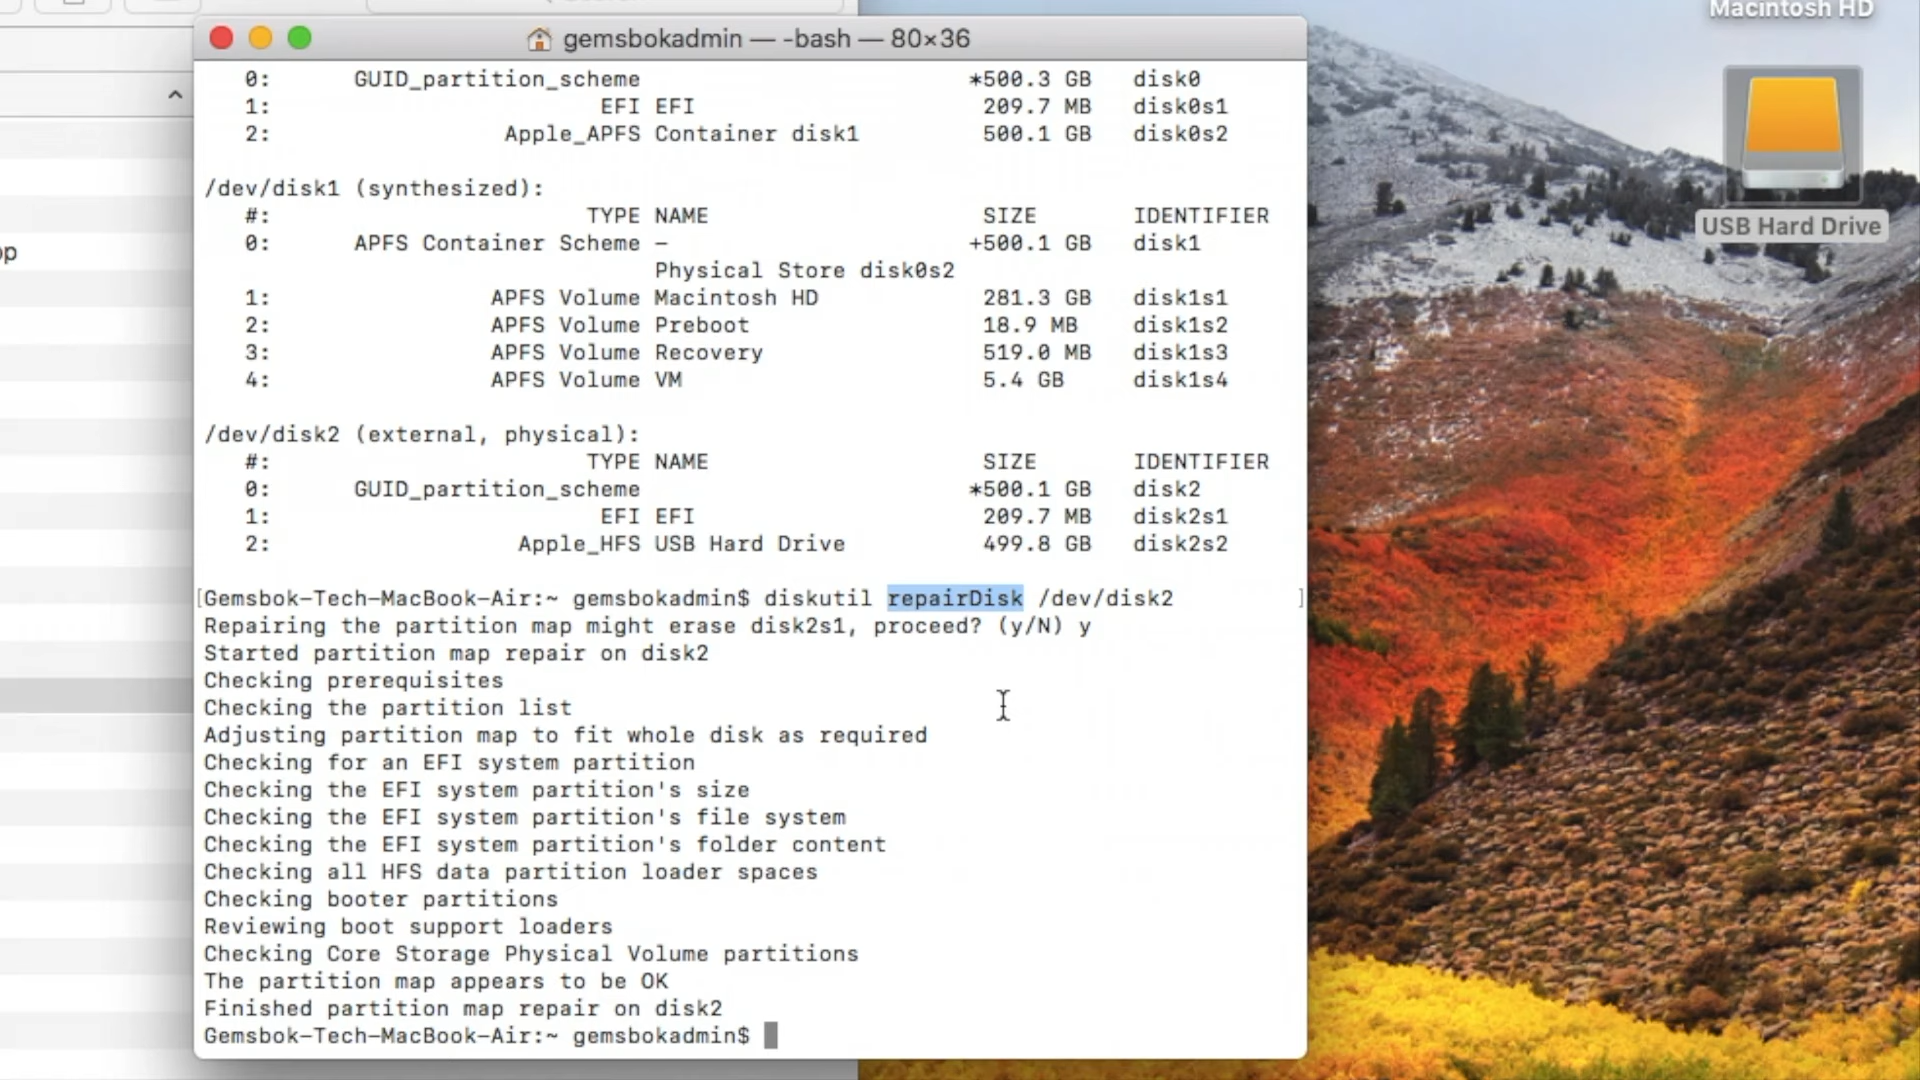 Macintosh HD
gemsbokadmin — -bash — 80×36
0: GUID_partition_scheme *500.3 GB disk0
1: EFI EFI 209.7 MB disk0s1
2: Apple_APFS Container disk1 500.1 GB disk0s2
/dev/disk1 (synthesized):
#: TYPE NAME SIZE IDENTIFIER
0: APFS Container Scheme - +500.1 GB disk1
Physical Store disk0s2
1: APFS Volume Macintosh HD 281.3 GB disk1s1
2: APFS Volume Preboot 18.9 MB disk1s2
3: APFS Volume Recovery 519.0 MB disk1s3
4: APFS Volume VM 5.4 GB disk1s4
/dev/disk2 (external, physical):
#: TYPE NAME SIZE IDENTIFIER
0: GUID_partition_scheme *500.1 GB disk2
1: EFI EFI 209.7 MB disk2s1
2: Apple_HFS USB Hard Drive 499.8 GB disk2s2
[Gemsbok-Tech-MacBook-Air:~ gemsbokadmin$ diskutil repairDisk /dev/disk2 ]
Repairing the partition map might erase disk2s1, proceed? (y/N) y
Started partition map repair on disk2
Checking prerequisites
Checking the partition list
Adjusting partition map to fit whole disk as required
Checking for an EFI system partition
Checking the EFI system partition's size
Checking the EFI system partition's file system
Checking the EFI system partition's folder content
Checking all HFS data partition loader spaces
Checking booter partitions
Reviewing boot support loaders
Checking Core Storage Physical Volume partitions
The partition map appears to be OK
Finished partition map repair on disk2
Gemsbok-Tech-MacBook-Air:~ gemsbokadmin$
USB Hard Drive